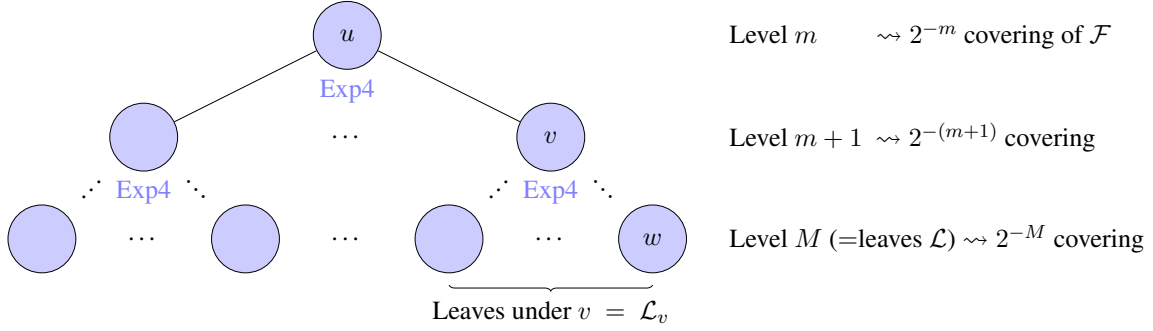 u Level m ⇝ 2^{-m} covering of ℱ
Exp4
··· v Level m + 1 ⇝ 2^{-(m+1)} covering
Exp4 Exp4
··· ··· ··· w Level M (=leaves ℒ) ⇝ 2^{-M} covering
Leaves under v = ℒ_v